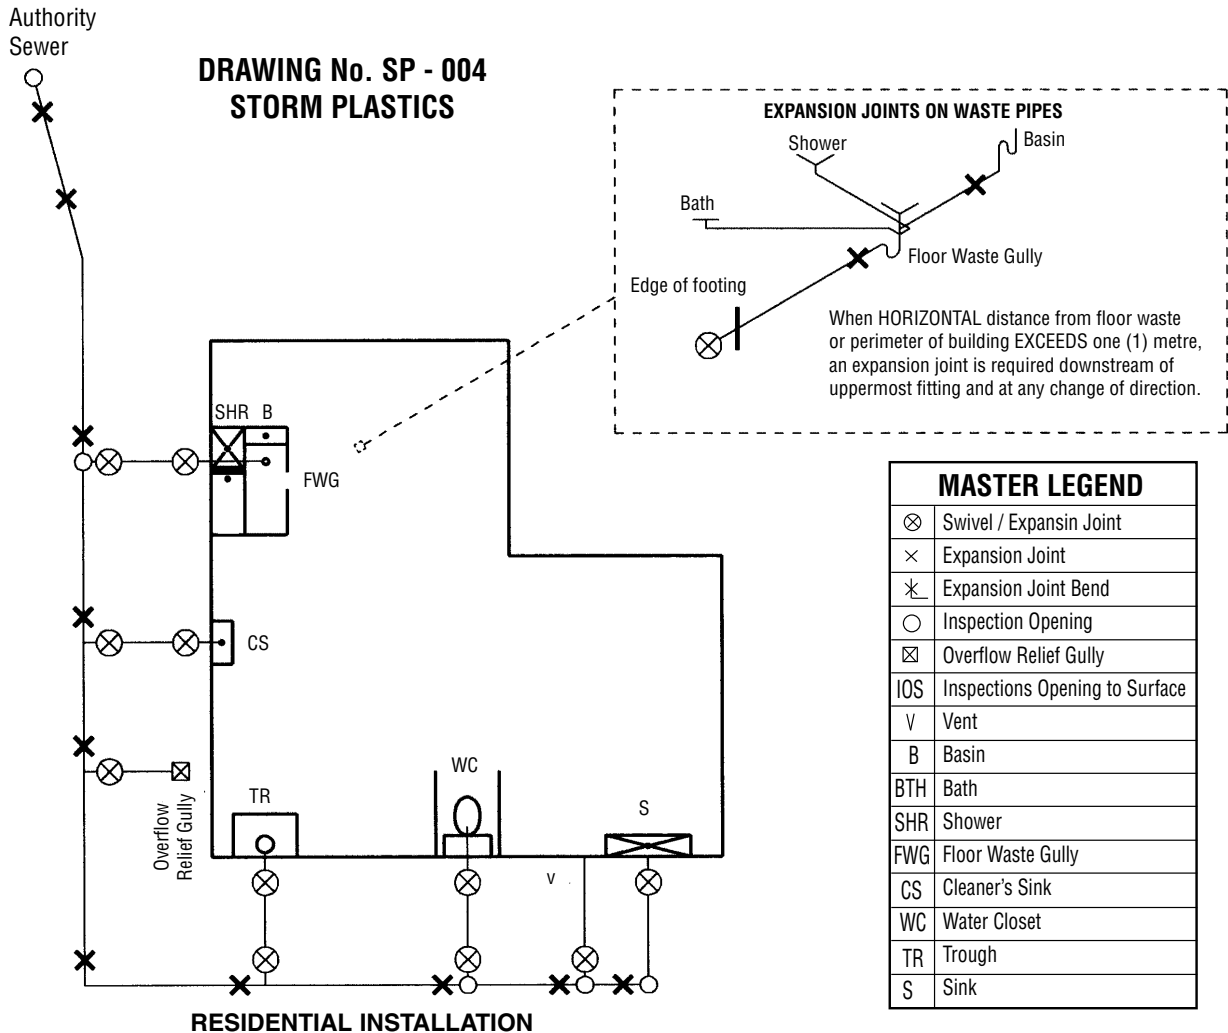 Authority
Sewer
DRAWING No. SP - 004
STORM PLASTICS
EXPANSION JOINTS ON WASTE PIPES
Shower
Basin
Bath
Floor Waste Gully
Edge of footing
When HORIZONTAL distance from floor waste
or perimeter of building EXCEEDS one (1) metre,
an expansion joint is required downstream of
uppermost fitting and at any change of direction.
SHR B
FWG
CS
WC
TR
S
Overflow
Relief Gully
V
RESIDENTIAL INSTALLATION
MASTER LEGEND
Swivel / Expansin Joint
Expansion Joint
Expansion Joint Bend
Inspection Opening
Overflow Relief Gully
IOS Inspections Opening to Surface
V Vent
B Basin
BTH Bath
SHR Shower
FWG Floor Waste Gully
CS Cleaner's Sink
WC Water Closet
TR Trough
S Sink